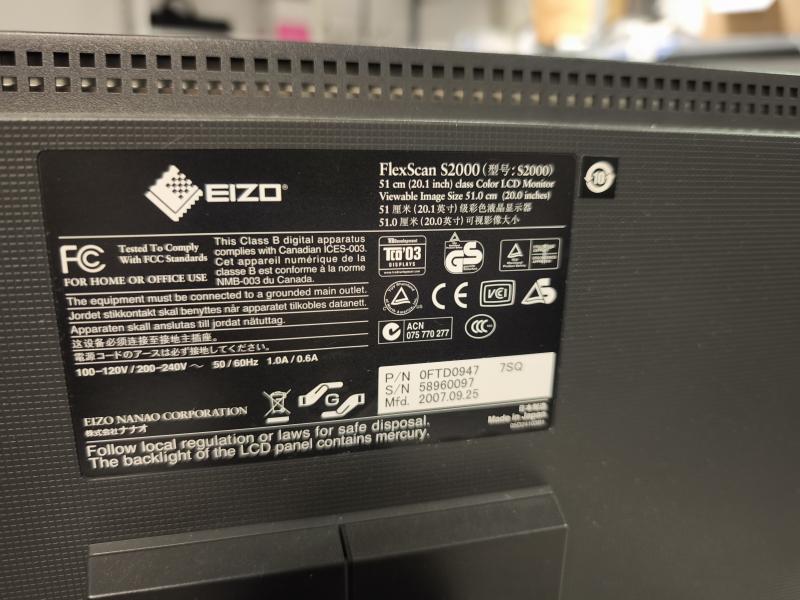 EIZO
FlexScan S2000 (型号:S2000)
51 cm (20.1 inch) class Color LCD Monitor
Viewable Image Size 51.0 cm (20.0 inches)
51 厘米 (20.1英寸) 级彩色液晶显示器
51.0 厘米 (20.0英寸) 可视影像大小
10
FC
Tested To Comply
With FCC Standards
FOR HOME OR OFFICE USE
This Class B digital apparatus
complies with Canadian ICES-003.
Cet appareil numérique de la
classe B est conforme à la norme
NMB-003 du Canada.
TCO'03
DISPLAYS
GS
The equipment must be connected to a grounded main outlet.
Jordet stikkontakt skal benyttes når apparatet tilkobles datanett.
Apparaten skall anslutas till jordat nätuttag.
这设备必须连接至接地主插座。
電源コードのアースは必ず接地してください。
100-120V / 200-240V ~ 50 / 60Hz 1.0A / 0.6A
CE
VCI
ACN
075 770 277
CCC
P/N 0FTD0947 7SQ
S/N 58960097
Mfd. 2007.09.25
EIZO NANAO CORPORATION
株式会社ナナオ
G
日本制造
Made in Japan
Follow local regulation or laws for safe disposal.
The backlight of the LCD panel contains mercury.